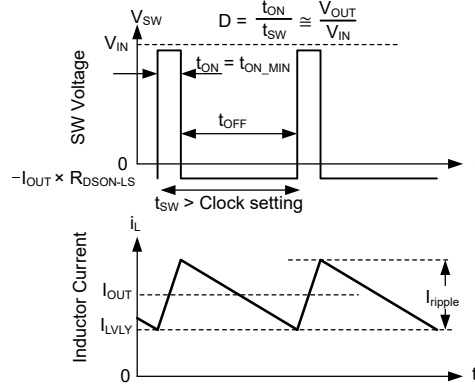 V_SW
D = t_ON / t_SW ≅ V_OUT / V_IN
V_IN
t_ON = t_ON_MIN
SW Voltage
t_OFF
0
–I_OUT × R_DSON-LS
t_SW > Clock setting
i_L
Inductor Current
I_OUT
I_ripple
I_LVLY
0
t